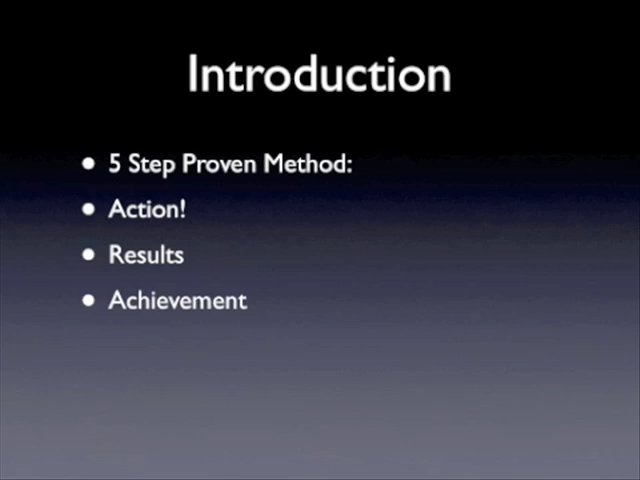 Introduction
• 5 Step Proven Method:
• Action!
• Results
• Achievement